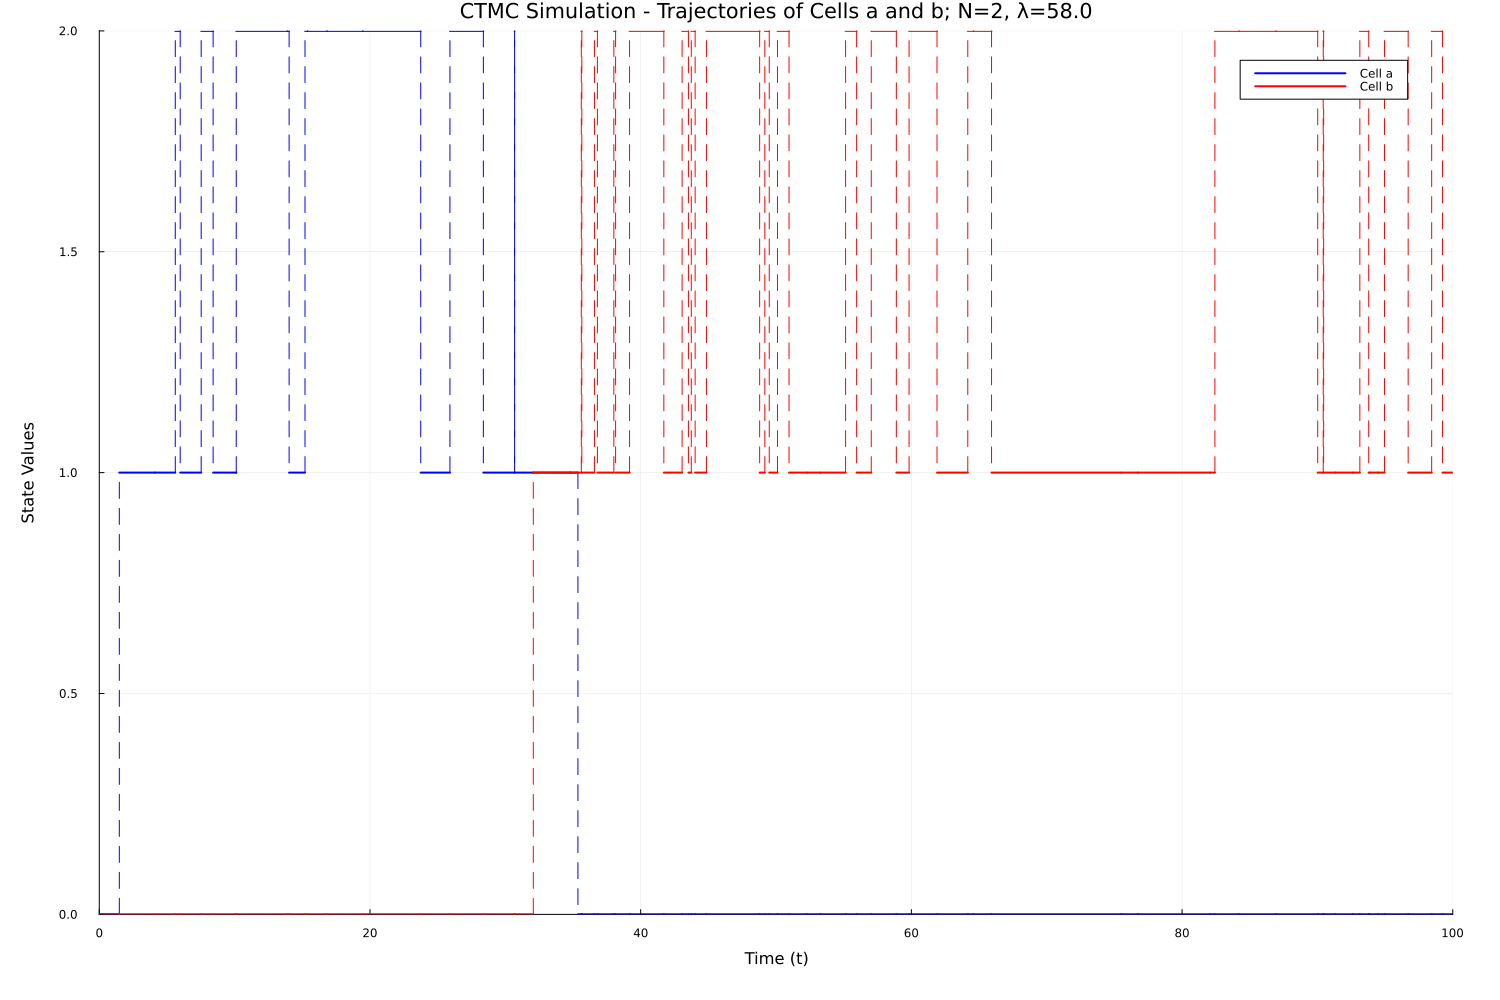 CTMC Simulation - Trajectories of Cells a and b; N=2, λ=58.0
2.0
Cell a
Cell b
1.5
1.0
State Values
0.5
0.0
0 20 40 60 80 100
Time (t)